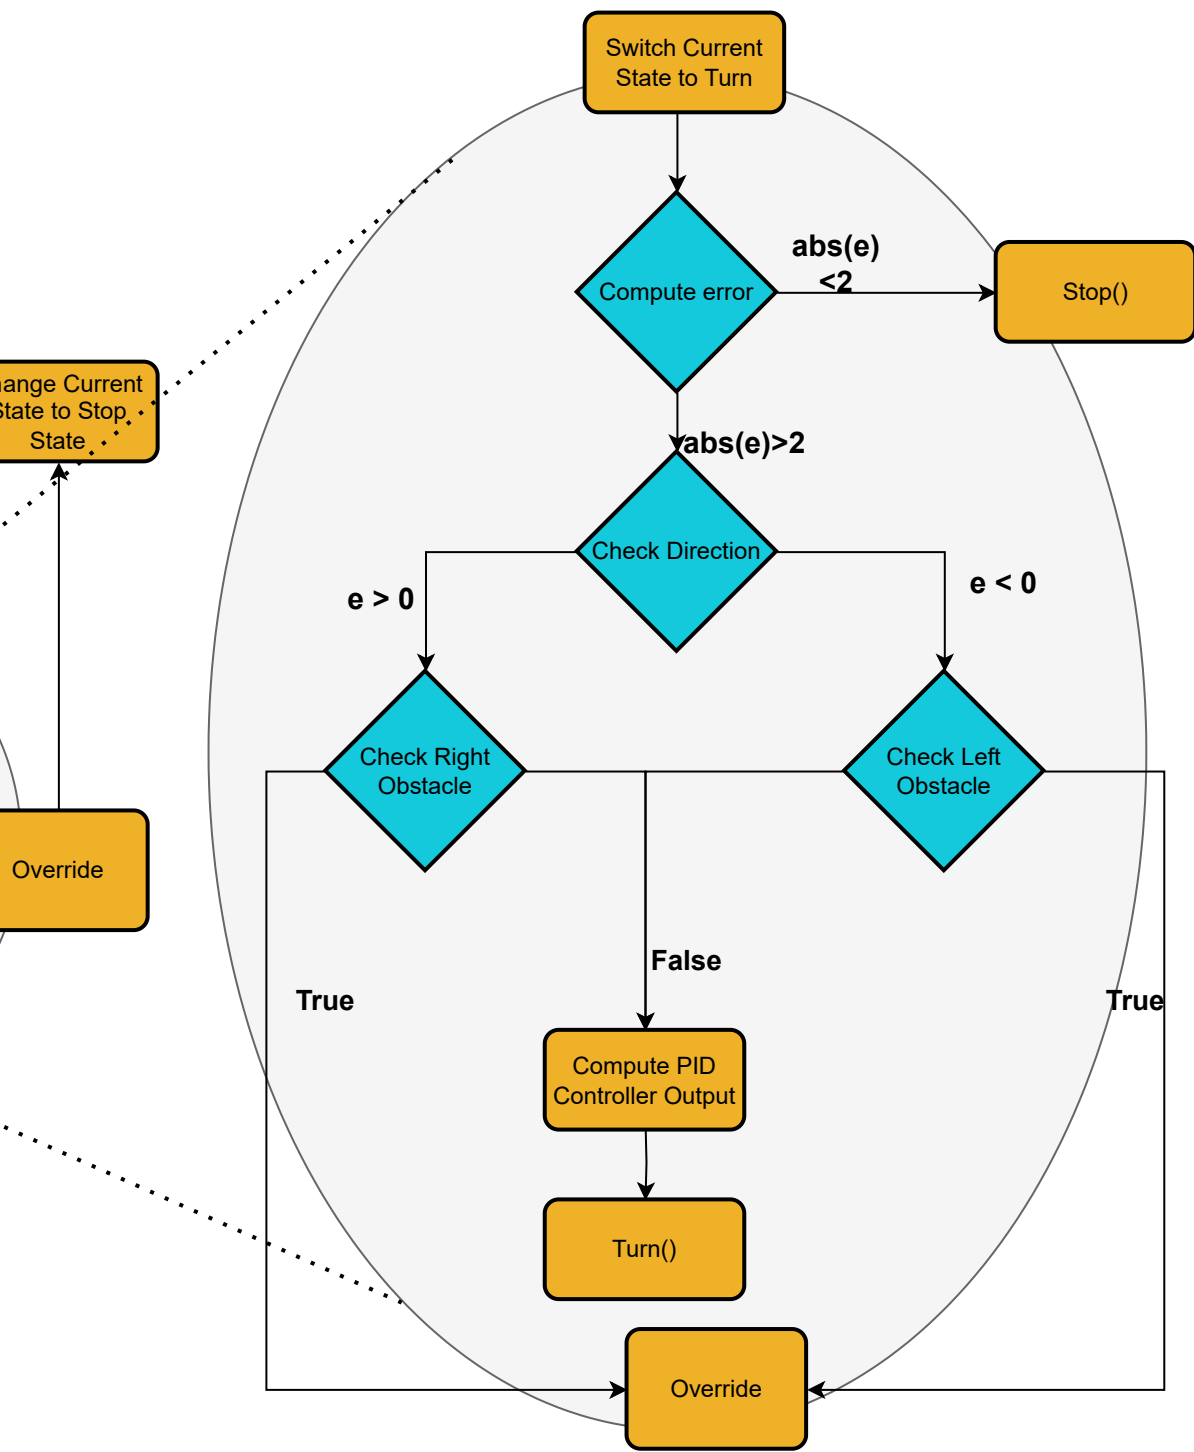 Switch Current
State to Turn
abs(e)
<2
Compute error
Stop()
Current
State to Stop
State
abs(e)>2
Check Direction
e > 0
e < 0
Check Right
Obstacle
Check Left
Obstacle
Override
False
True
True
Compute PID
Controller Output
Turn()
Override